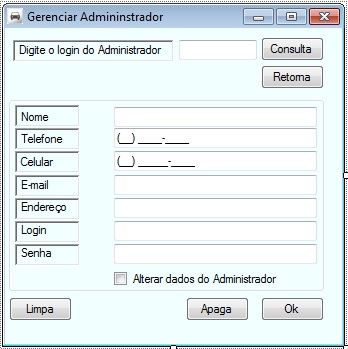 Gerenciar Admininstrador
Digite o login do Administrador Consulta
Retorna
Nome
Telefone (__) ____-____
Celular (__) _____-____
E-mail
Endereço
Login
Senha
Alterar dados do Administrador
Limpa Apaga Ok